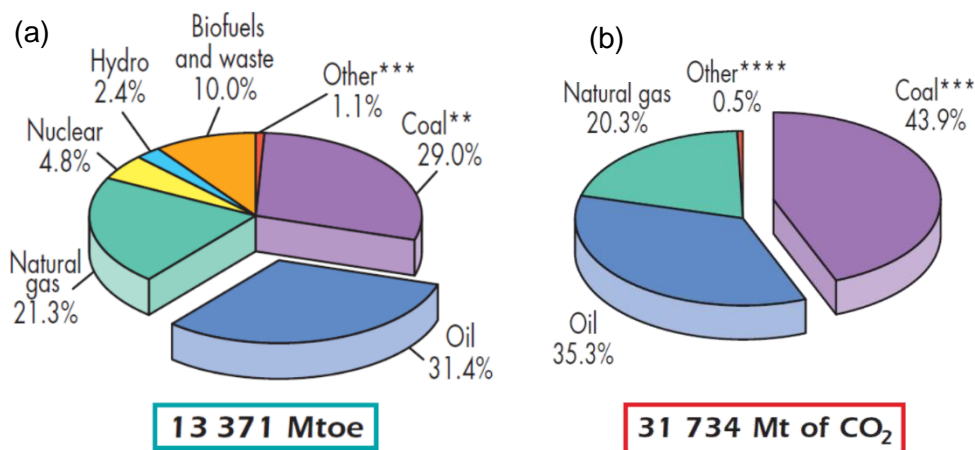 (a)
Biofuels
and waste
10.0%
Hydro
2.4%
Other***
1.1%
Nuclear
4.8%
Coal**
29.0%
Natural
gas
21.3%
Oil
31.4%
13 371 Mtoe
(b)
Other****
0.5%
Natural gas
20.3%
Coal***
43.9%
Oil
35.3%
31 734 Mt of CO₂